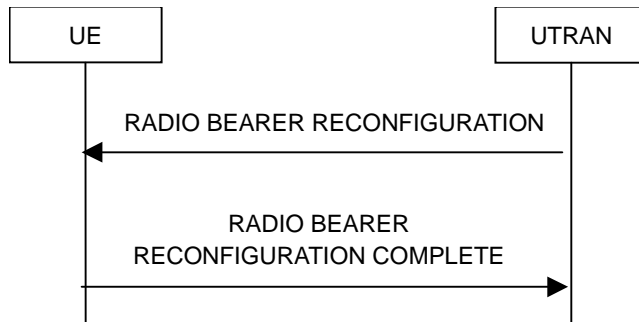 UE
UTRAN
RADIO BEARER RECONFIGURATION
RADIO BEARER
RECONFIGURATION COMPLETE